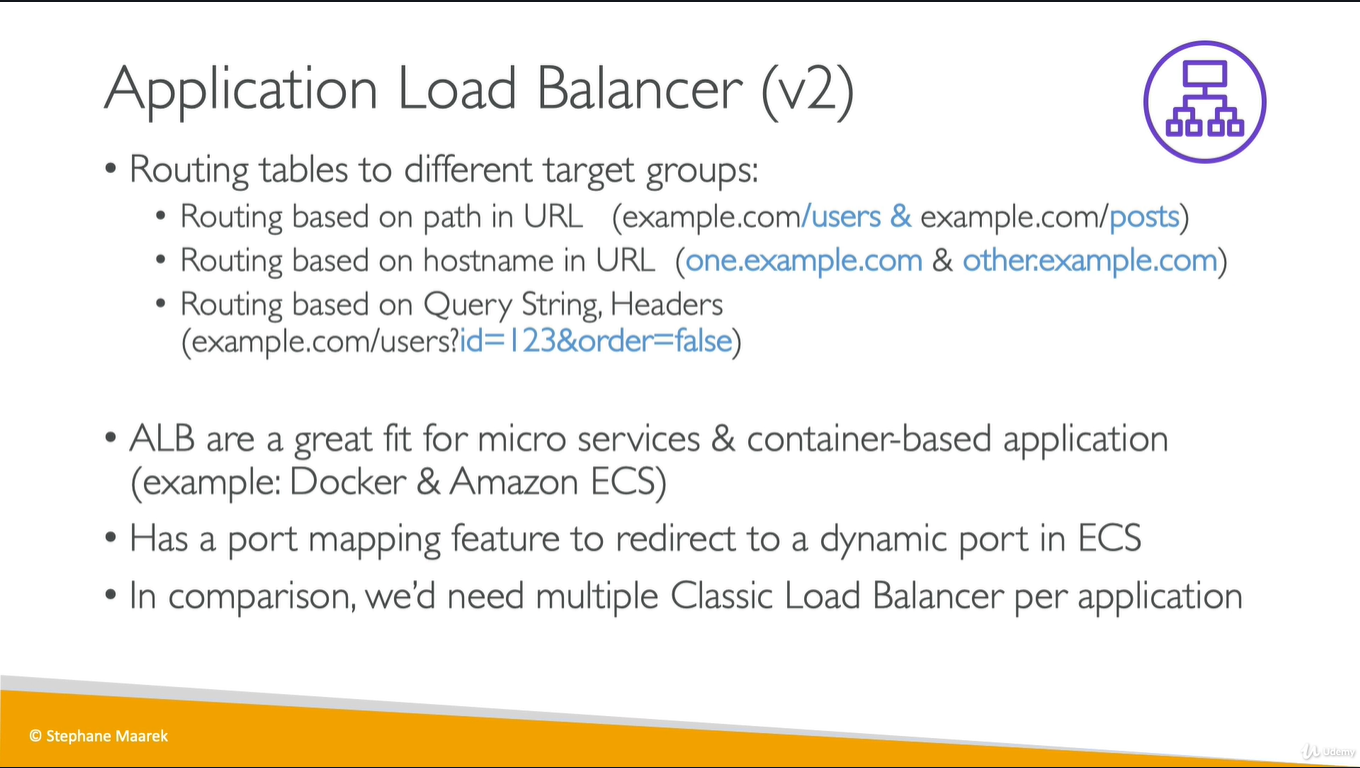 Application Load Balancer (v2)
• Routing tables to different target groups:
• Routing based on path in URL (example.com/users & example.com/posts)
• Routing based on hostname in URL (one.example.com & other.example.com)
• Routing based on Query String, Headers
(example.com/users?id=123&order=false)
• ALB are a great fit for micro services & container-based application
(example: Docker & Amazon ECS)
• Has a port mapping feature to redirect to a dynamic port in ECS
• In comparison, we’d need multiple Classic Load Balancer per application
© Stephane Maarek
Udemy